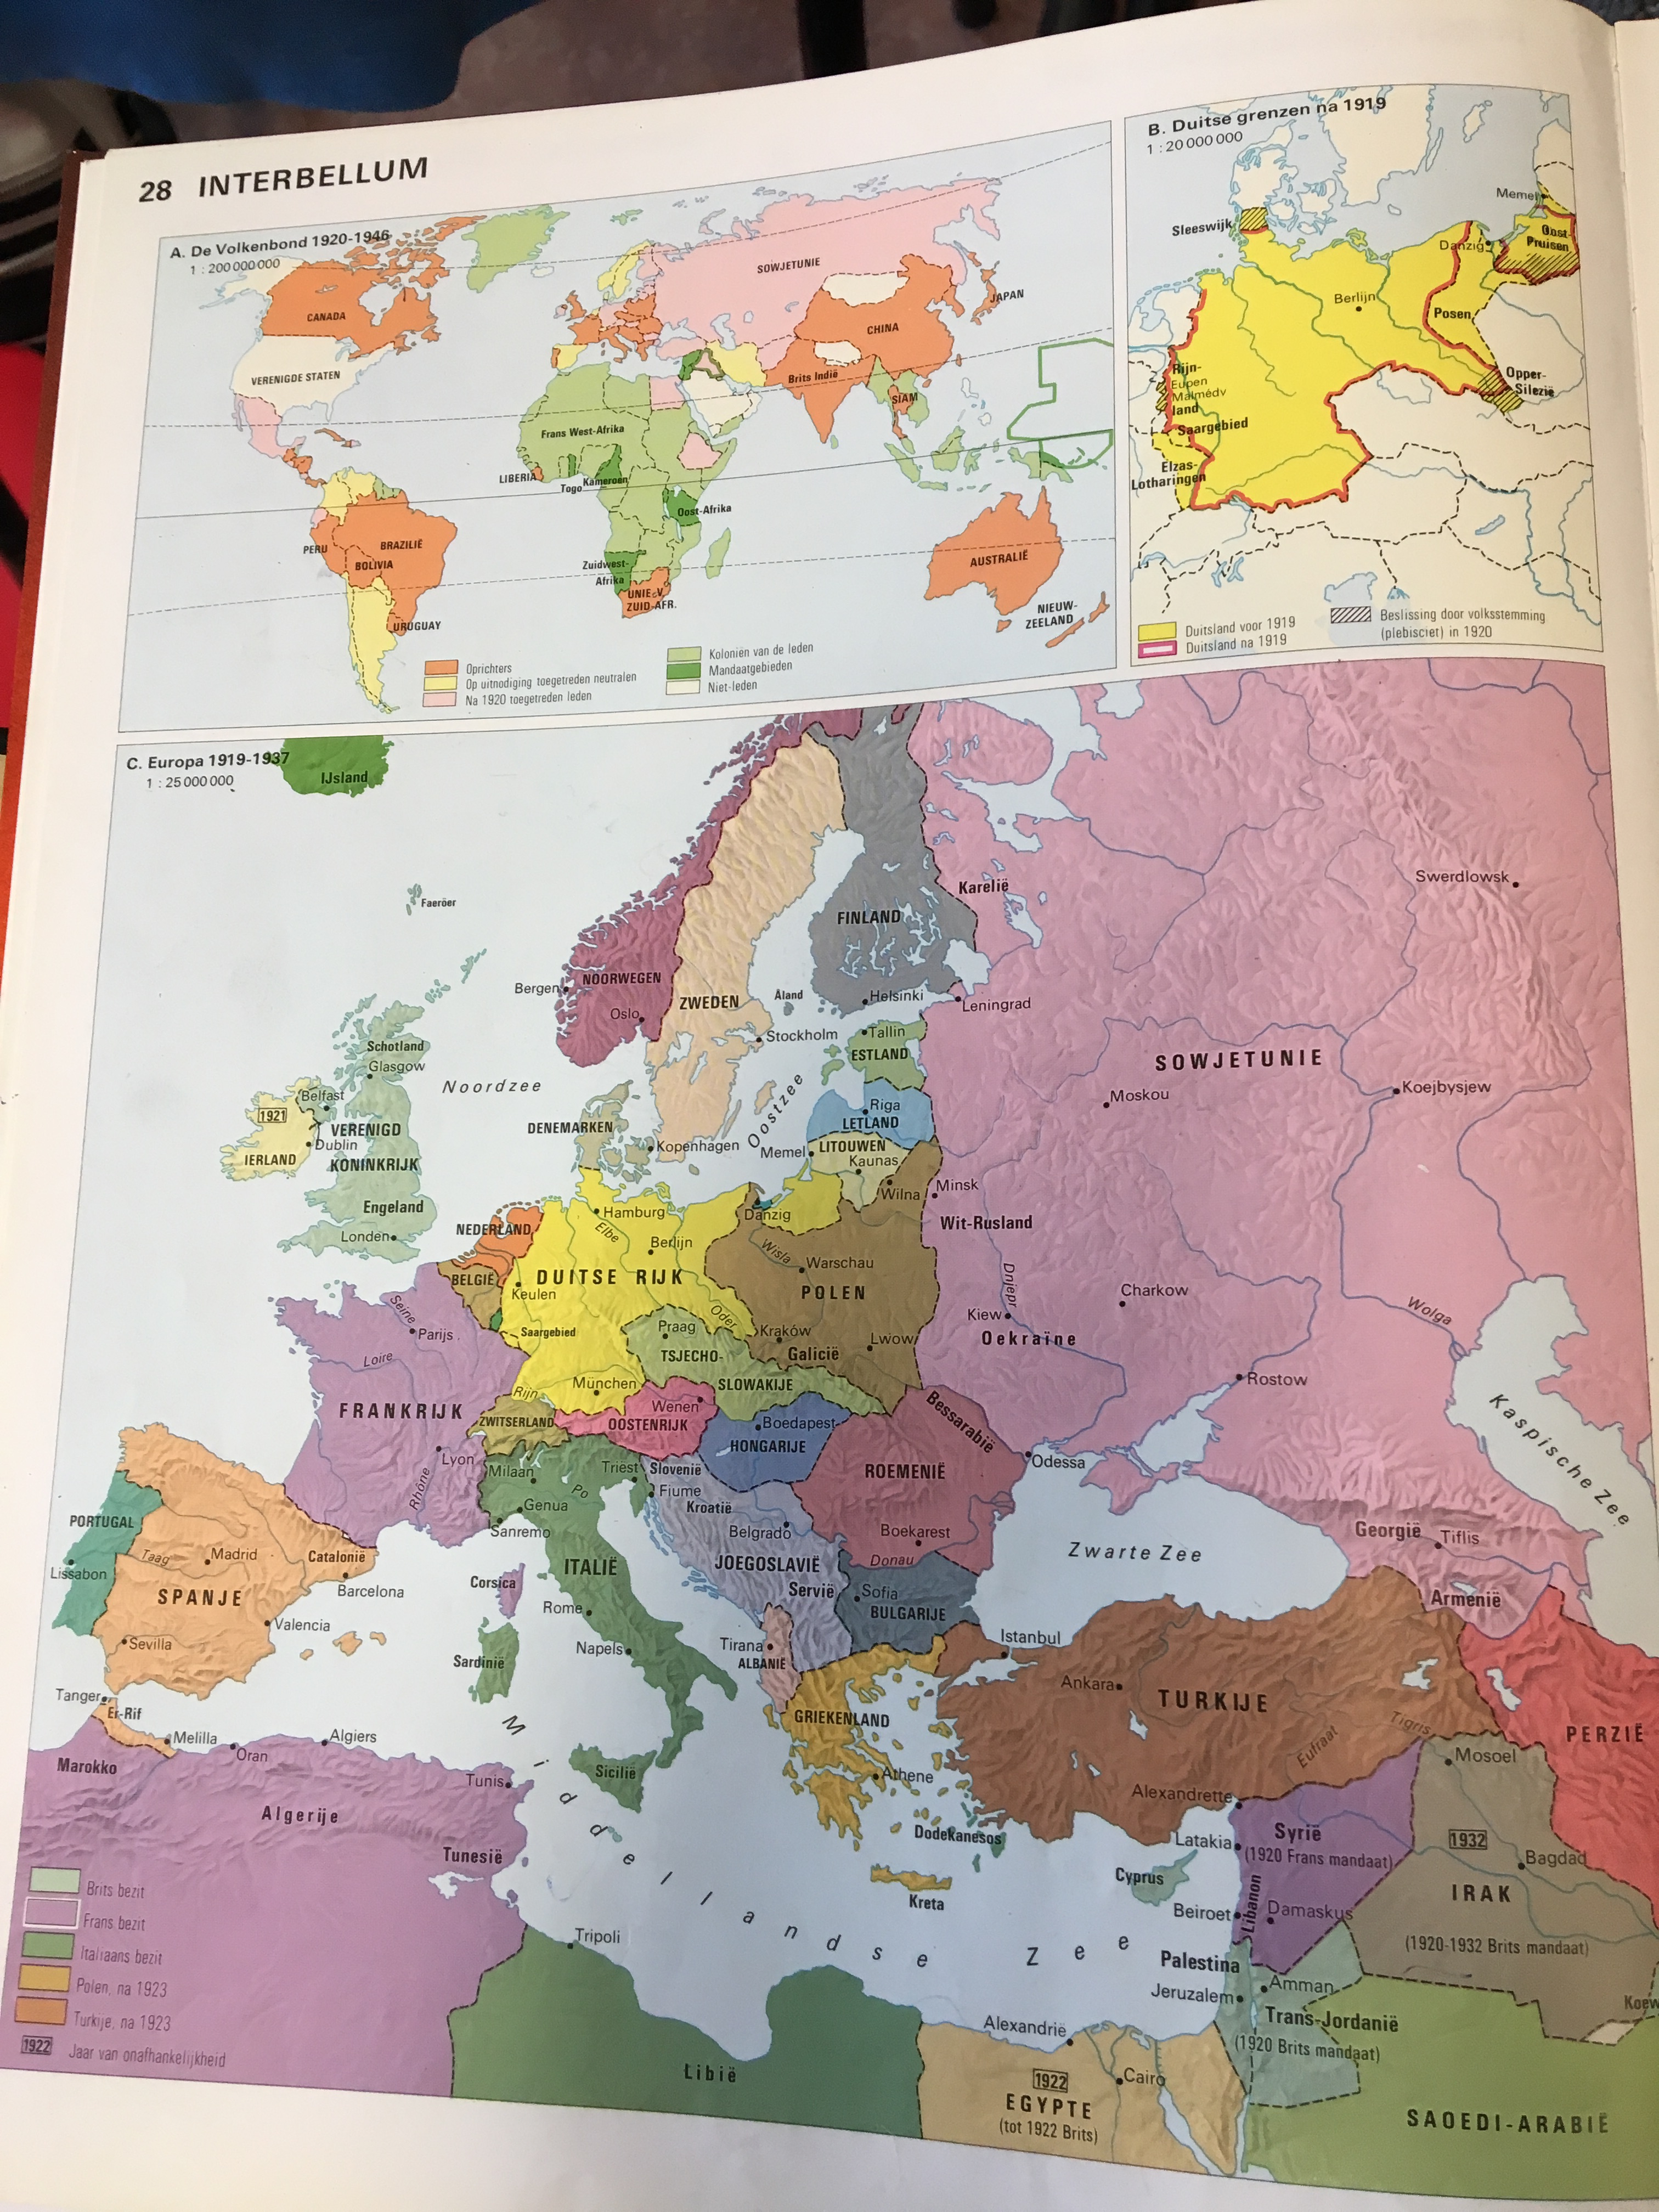 28 INTERBELLUM
A. De Volkenbond 1920-1946
1 : 200 000 000
CANADA
VERENIGDE STATEN
SOWJETUNIE
JAPAN
CHINA
Brits Indië
SIAM
Frans West-Afrika
LIBERIA
Togo
Kameroen
Oost-Afrika
PERU
BRAZILIË
BOLIVIA
Zuidwest-
Afrika
UNIE v.
ZUID-AFR.
AUSTRALIË
NIEUW-
ZEELAND
URUGUAY
Oprichters
Op uitnodiging toegetreden neutralen
Na 1920 toegetreden leden
Koloniën van de leden
Mandaatgebieden
Niet-leden
B. Duitse grenzen na 1919
1 : 20 000 000
Memel
Sleeswijk
Danzig
Oost-
Pruisen
Berlijn
Posen
Rijn-
Eupen
Malmédy
land
Opper-
Silezië
Saargebied
Elzas-
Lotharingen
Duitsland voor 1919
Duitsland na 1919
Beslissing door volksstemming
(plebisciet) in 1920
C. Europa 1919-1937
1 : 25 000 000
IJsland
Faeröer
Swerdlowsk
Karelië
FINLAND
NOORWEGEN
Bergen
Oslo
ZWEDEN
Åland
Helsinki
Leningrad
Stockholm
Tallin
ESTLAND
SOWJETUNIE
Schotland
Glasgow
Noordzee
Oostzee
Moskou
Koejbysjew
Belfast
1921
VERENIGD
Dublin
IERLAND
KONINKRIJK
Riga
LETLAND
DENEMARKEN
Kopenhagen
Memel
LITOUWEN
Kaunas
Wilna
Minsk
Wit-Rusland
Engeland
Londen
NEDERLAND
Hamburg
Elbe
Danzig
Berlijn
Wisla
Warschau
BELGIË
DUITSE RIJK
Keulen
POLEN
Dnjepr
Charkow
Wolga
Seine
Parijs
Saargebied
Oder
Praag
Kraków
Galicië
Lwow
Kiew
Oekraïne
Loire
TSJECHO-
SLOWAKIJE
Rijn
München
Wenen
Rostow
FRANKRIJK
ZWITSERLAND
OOSTENRIJK
Boedapest
HONGARIJE
Bessarabië
Odessa
Kaspische Zee
Lyon
Rhône
Milaan
Triëst
Slovenië
ROEMENIË
Po
Fiume
Kroatië
Genua
Sanremo
Belgrado
Boekarest
Donau
Zwarte Zee
Georgië
Tiflis
PORTUGAL
Taag
Madrid
Catalonië
Lissabon
SPANJE
Barcelona
Corsica
ITALIË
JOEGOSLAVIË
Servië
Sofia
BULGARIJE
Armenië
Rome
Valencia
Sevilla
Sardinië
Napels
Tirana
ALBANIË
Istanbul
Ankara
TURKIJE
PERZIË
Tanger
Er-Rif
Melilla
Oran
Algiers
Marokko
Middellandse Zee
GRIEKENLAND
Athene
Eufraat
Tigris
Mosoel
Tunis
Sicilië
Alexandrette
Algerije
Tunesië
Dodekanesos
Latakia
Syrië
(1920 Frans mandaat)
1932
Bagdad
Cyprus
IRAK
Kreta
Beiroet
Libanon
Damaskus
(1920-1932 Brits mandaat)
Tripoli
Palestina
Amman
Jeruzalem
Trans-Jordanië
(1920 Brits mandaat)
Koew
Alexandrië
Libië
1922
Cairo
EGYPTE
(tot 1922 Brits)
SAOEDI-ARABIË
Brits bezit
Frans bezit
Italiaans bezit
Polen, na 1923
Turkije, na 1923
1922 Jaar van onafhankelijkheid